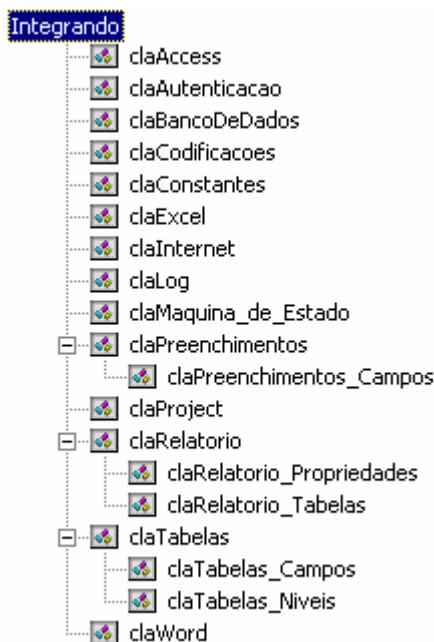 Integrando
claAccess
claAutenticacao
claBancoDeDados
claCodificacoes
claConstantes
claExcel
claInternet
claLog
claMaquina_de_Estado
claPreenchimentos
claPreenchimentos_Campos
claProject
claRelatorio
claRelatorio_Propriedades
claRelatorio_Tabelas
claTabelas
claTabelas_Campos
claTabelas_Niveis
claWord